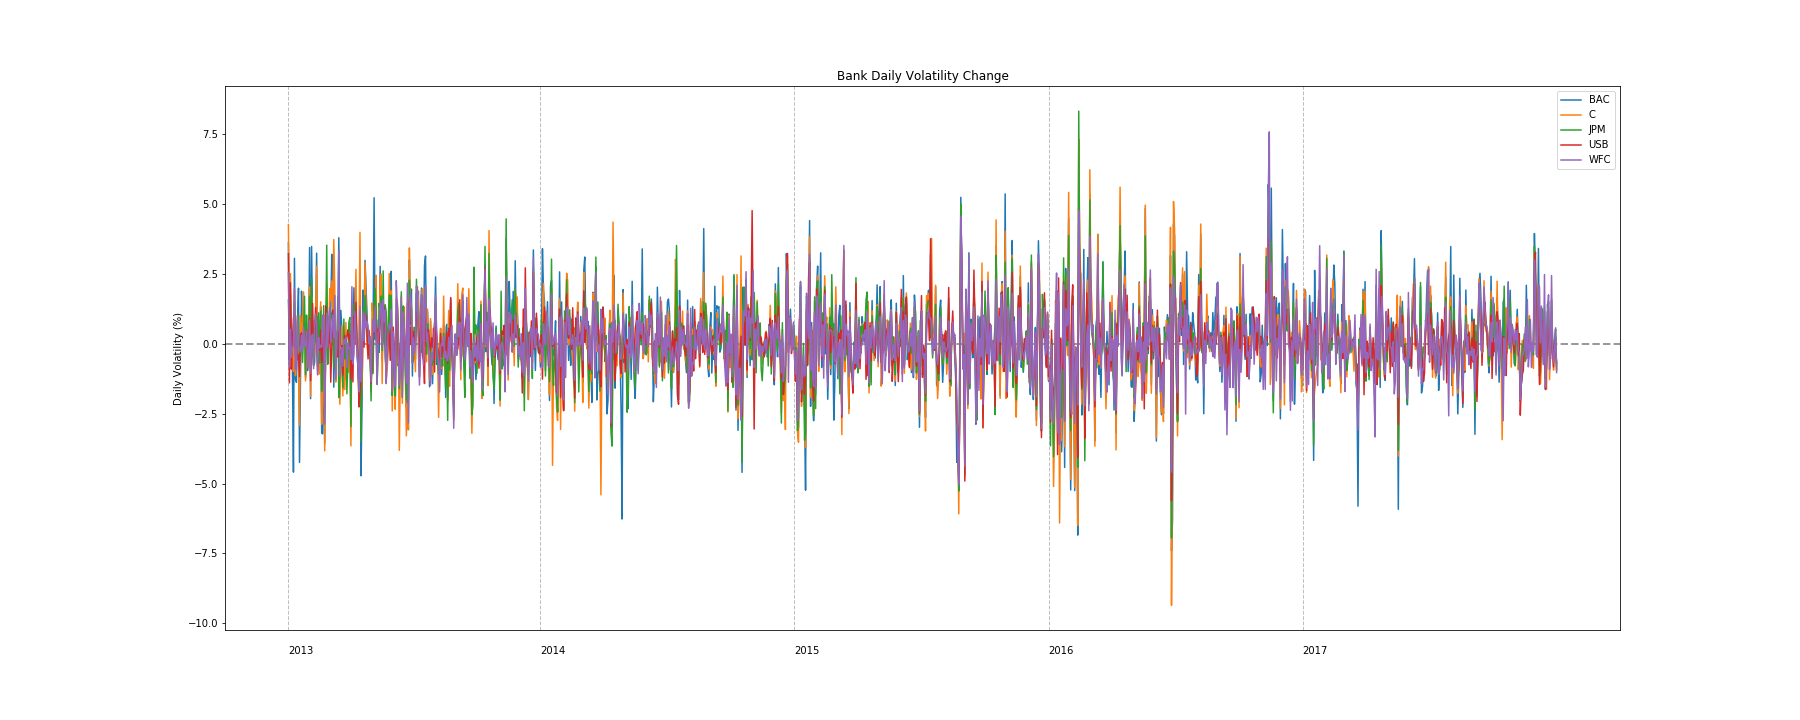 Bank Daily Volatility Change
BAC
C
JPM
USB
WFC
7.5
5.0
2.5
0.0
−2.5
−5.0
−7.5
−10.0
Daily Volatility (%)
2013 2014 2015 2016 2017